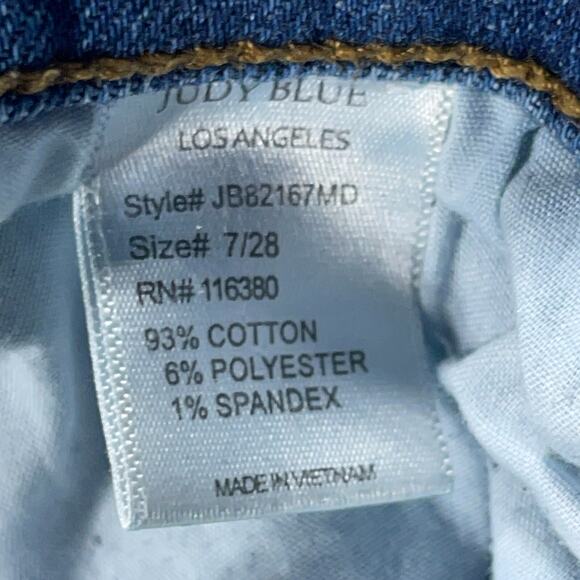 JUDY BLUE
LOS ANGELES
Style# JB82167MD
Size# 7/28
RN# 116380
93% COTTON
6% POLYESTER
1% SPANDEX
MADE IN VIETNAM